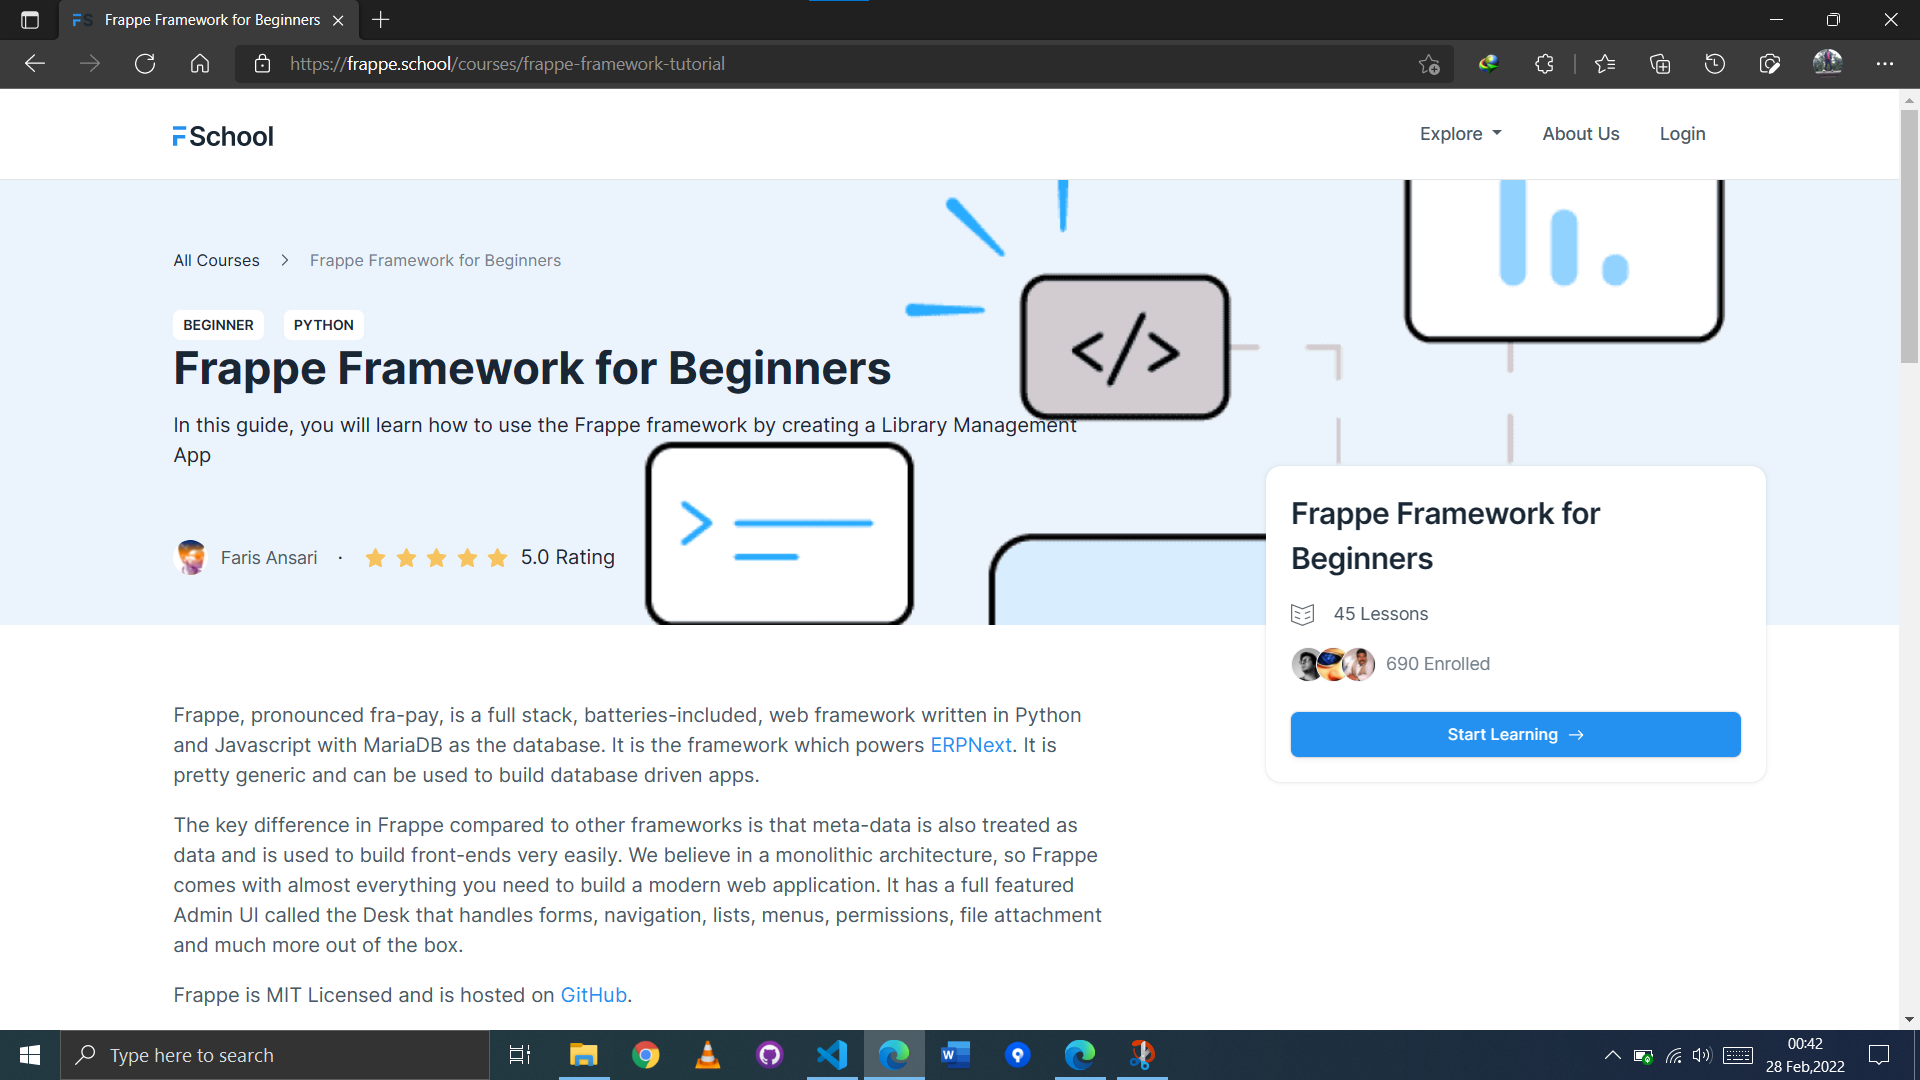 Frappe Framework for Beginners
https://frappe.school/courses/frappe-framework-tutorial
FSchool
Explore
About Us
Login
All Courses > Frappe Framework for Beginners
BEGINNER
PYTHON
Frappe Framework for Beginners
In this guide, you will learn how to use the Frappe framework by creating a Library Management
App
Faris Ansari · 5.0 Rating
</>
Frappe Framework for
Beginners
45 Lessons
690 Enrolled
Start Learning →
Frappe, pronounced fra-pay, is a full stack, batteries-included, web framework written in Python
and Javascript with MariaDB as the database. It is the framework which powers ERPNext. It is
pretty generic and can be used to build database driven apps.
The key difference in Frappe compared to other frameworks is that meta-data is also treated as
data and is used to build front-ends very easily. We believe in a monolithic architecture, so Frappe
comes with almost everything you need to build a modern web application. It has a full featured
Admin UI called the Desk that handles forms, navigation, lists, menus, permissions, file attachment
and much more out of the box.
Frappe is MIT Licensed and is hosted on GitHub.
Type here to search
00:42
28 Feb,2022